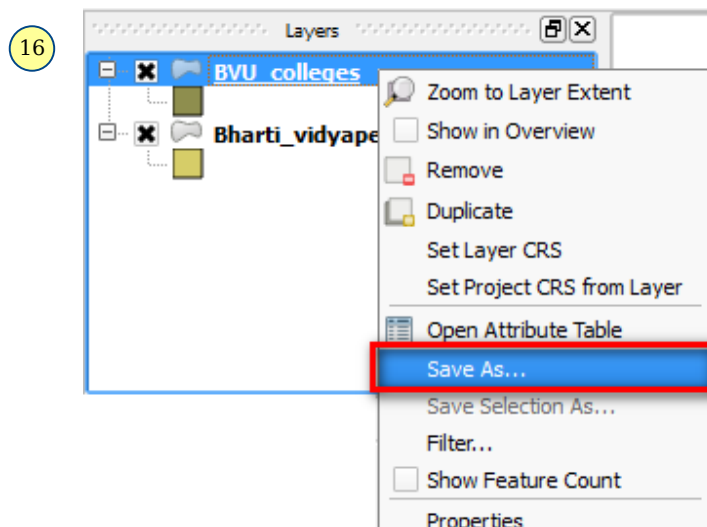 16
Layers
BVU_colleges
Bharti_vidyape
Zoom to Layer Extent
Show in Overview
Remove
Duplicate
Set Layer CRS
Set Project CRS from Layer
Open Attribute Table
Save As...
Save Selection As...
Filter...
Show Feature Count
Properties